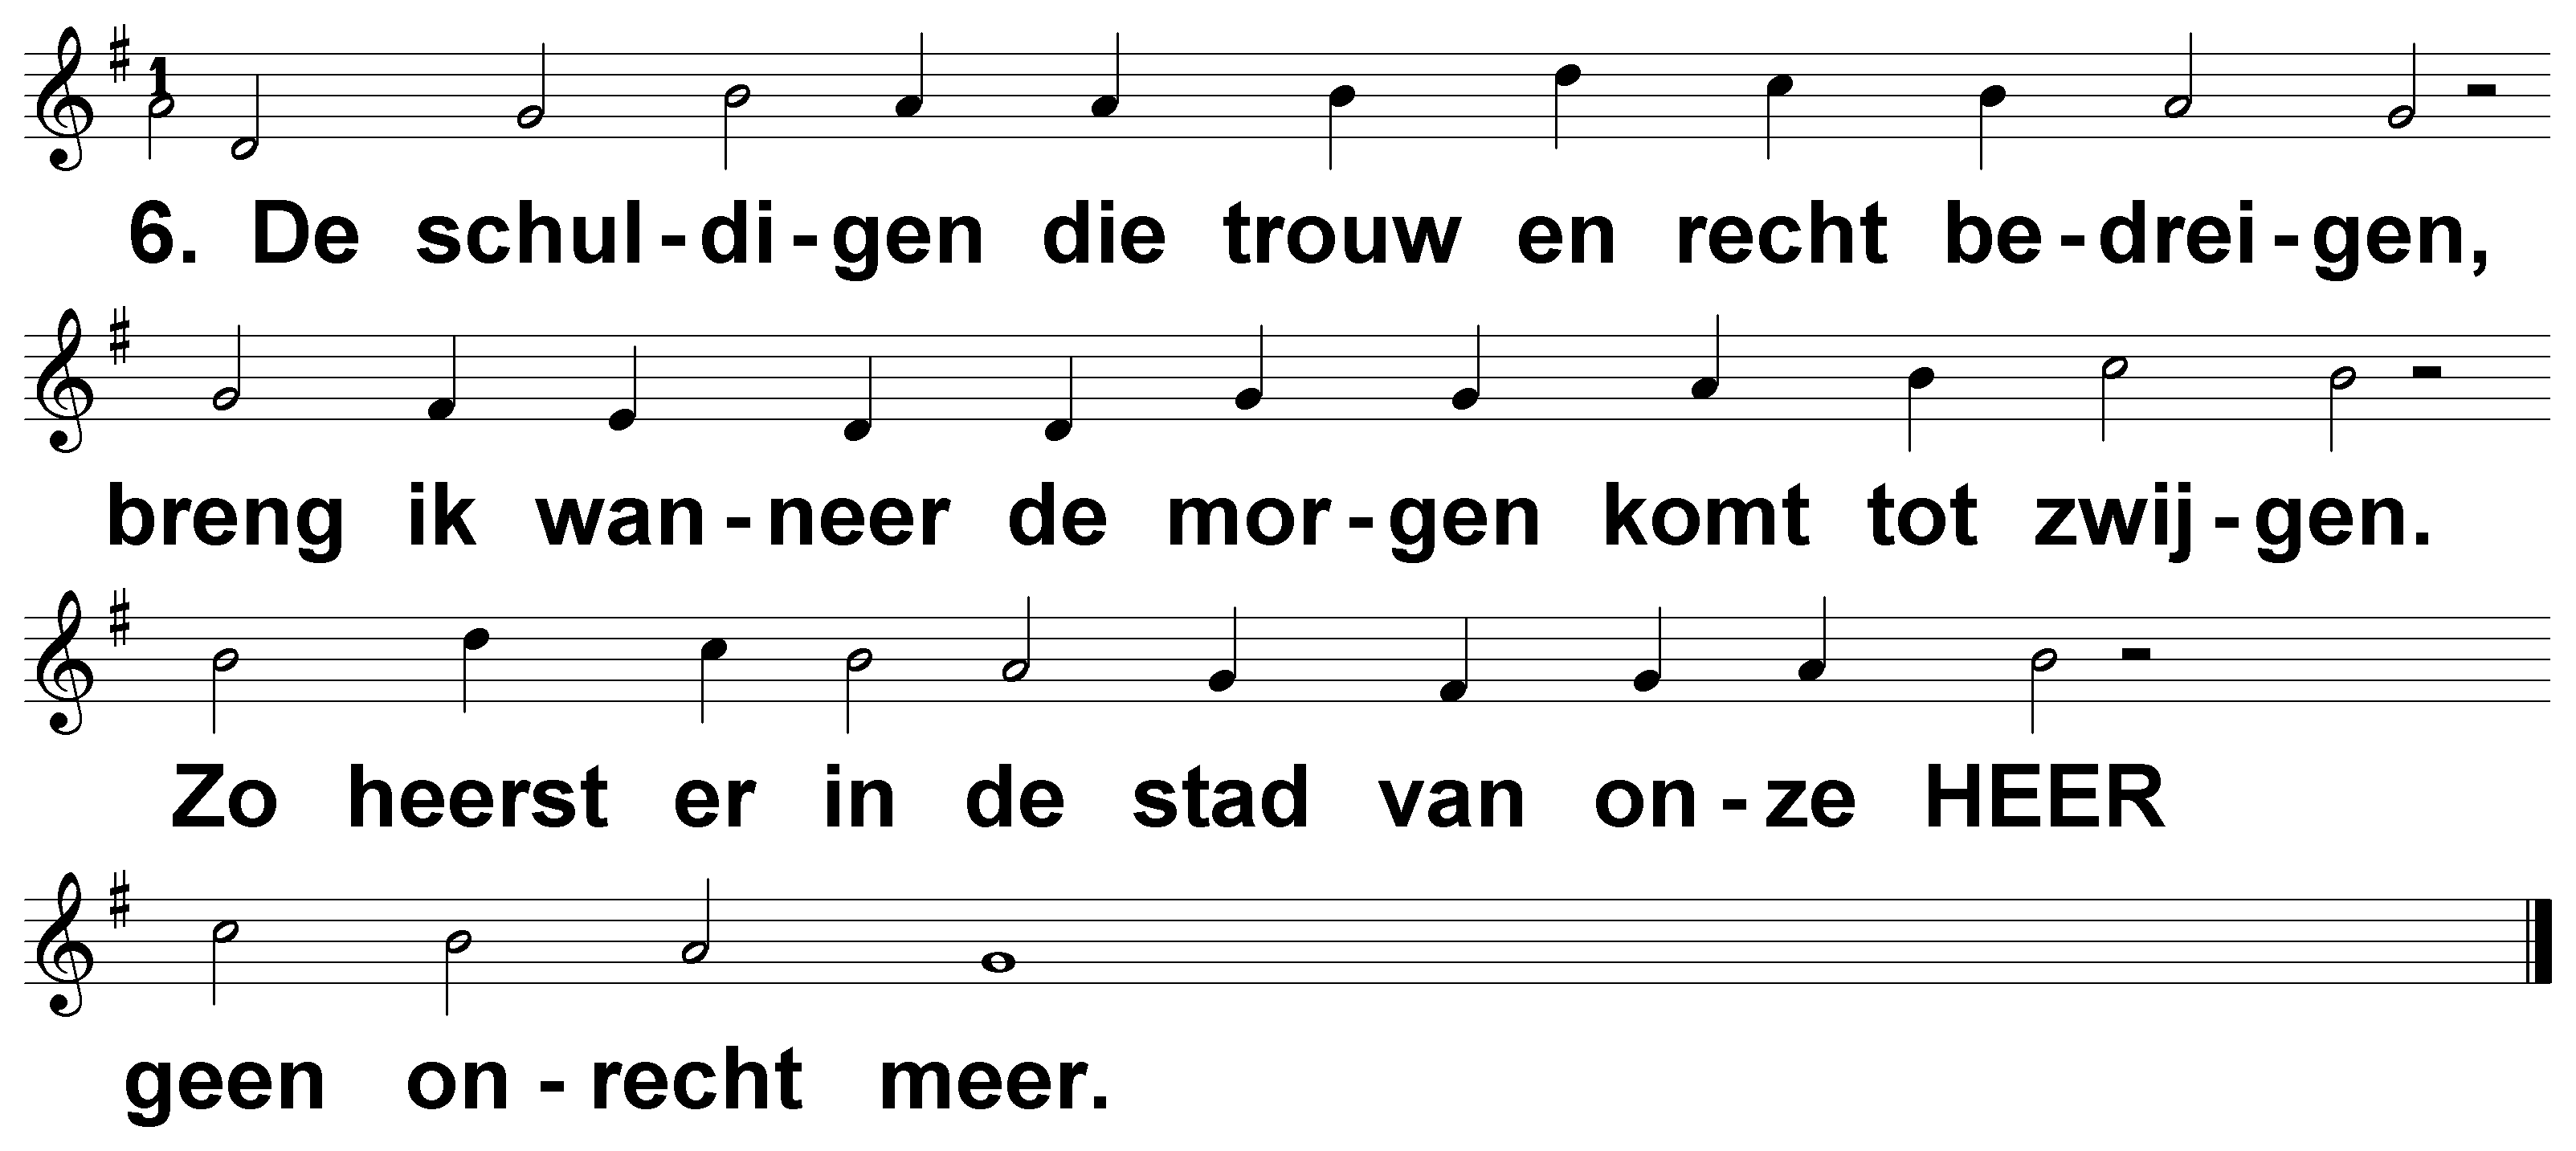 6. De schul-di-gen die trouw en recht be-drei-gen,
breng ik wan-neer de mor-gen komt tot zwij-gen.
Zo heerst er in de stad van on-ze HEER
geen on-recht meer.